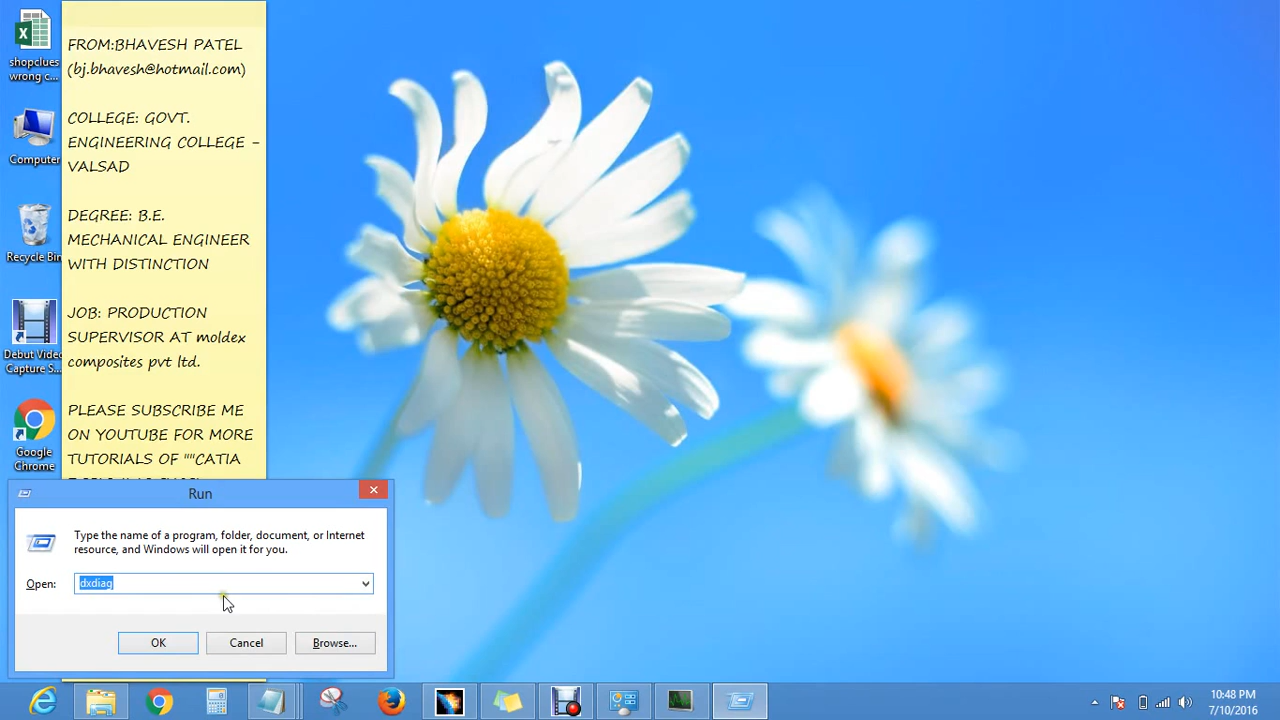 shopclues
wrong c...
Computer
Recycle Bin
Debut Video
Capture S...
Google
Chrome
FROM:BHAVESH PATEL
(bj.bhavesh@hotmail.com)
COLLEGE: GOVT.
ENGINEERING COLLEGE -
VALSAD
DEGREE: B.E.
MECHANICAL ENGINEER
WITH DISTINCTION
JOB: PRODUCTION
SUPERVISOR AT moldex
composites pvt ltd.
PLEASE SUBSCRIBE ME
ON YOUTUBE FOR MORE
TUTORIALS OF ""CATIA
Run
Type the name of a program, folder, document, or Internet
resource, and Windows will open it for you.
Open: dxdiag
OK Cancel Browse...
10:48 PM
7/10/2016